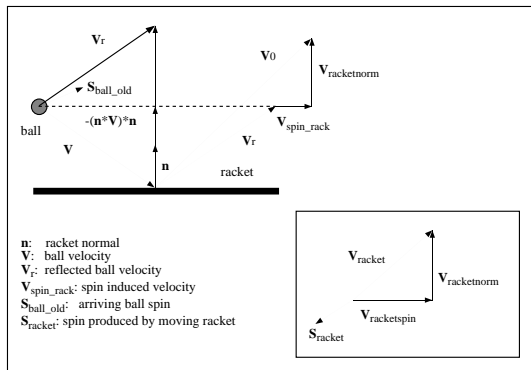 Vr
V0
Vracketnorm
Sball_old
-(n*V)*n
ball
Vspin_rack
V
Vr
n
racket
n: racket normal
V: ball velocity
Vr: reflected ball velocity
Vspin_rack: spin induced velocity
Sball_old: arriving ball spin
Sracket: spin produced by moving racket
Vracket
Vracketnorm
Vracketspin
Sracket